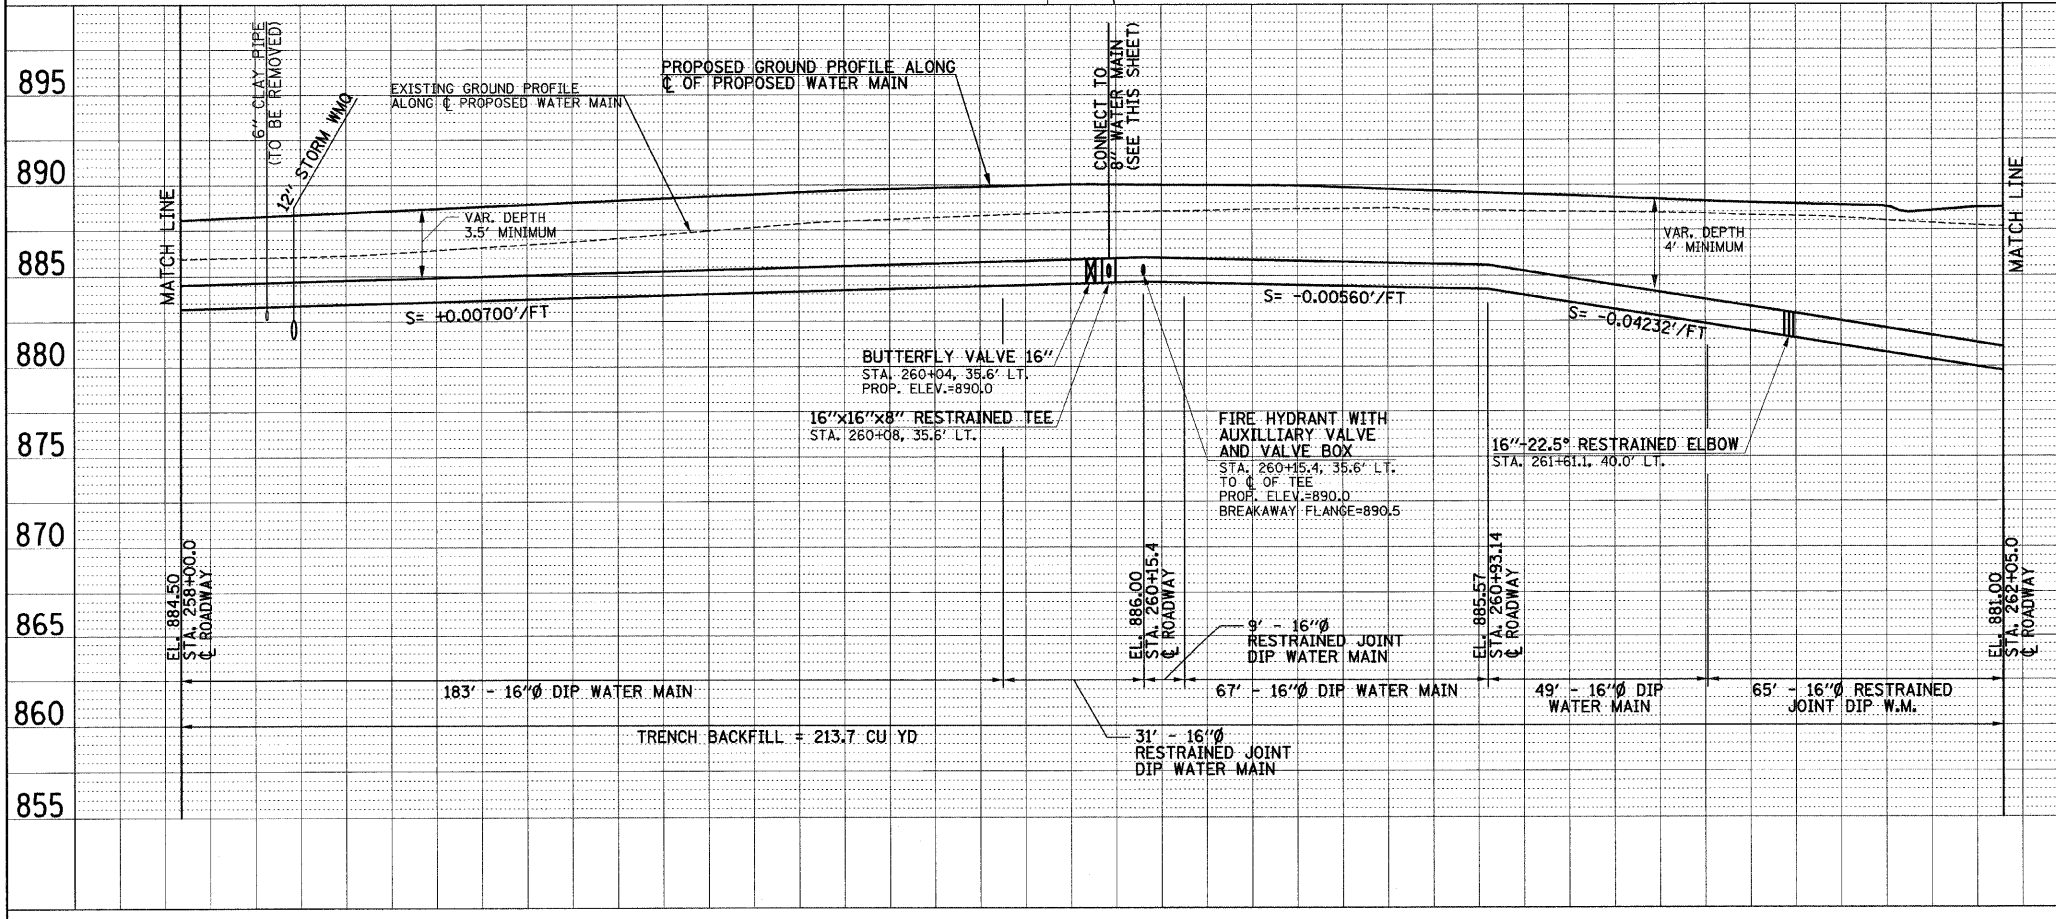 895
890
885
880
875
870
865
860
855
MATCH LINE
6" CLAY PIPE
(TO BE REMOVED)
12" STORM WMQ
EXISTING GROUND PROFILE
ALONG ℄ PROPOSED WATER MAIN
PROPOSED GROUND PROFILE ALONG
℄ OF PROPOSED WATER MAIN
CONNECT TO
8" WATER MAIN
(SEE THIS SHEET)
MATCH LINE
VAR. DEPTH
3.5' MINIMUM
VAR. DEPTH
4' MINIMUM
S= +0.00700'/FT
S= -0.00560'/FT
S= -0.04232'/FT
BUTTERFLY VALVE 16"
STA. 260+04, 35.6' LT.
PROP. ELEV.=890.0
16"x16"x8" RESTRAINED TEE
STA. 260+08, 35.6' LT.
FIRE HYDRANT WITH
AUXILLIARY VALVE
AND VALVE BOX
STA. 260+15.4, 35.6' LT.
TO ℄ OF TEE
PROP. ELEV.=890.0
BREAKAWAY FLANGE=890.5
16"-22.5° RESTRAINED ELBOW
STA. 261+61.1, 40.0' LT.
EL. 884.50
STA. 258+00.0
℄ ROADWAY
EL. 886.00
STA. 260+15.4
℄ ROADWAY
EL. 885.57
STA. 260+93.14
℄ ROADWAY
EL. 881.00
STA. 262+05.0
℄ ROADWAY
9' - 16"Ø
RESTRAINED JOINT
DIP WATER MAIN
183' - 16"Ø DIP WATER MAIN
67' - 16"Ø DIP WATER MAIN
49' - 16"Ø DIP
WATER MAIN
65' - 16"Ø RESTRAINED
JOINT DIP W.M.
TRENCH BACKFILL = 213.7 CU YD
31' - 16"Ø
RESTRAINED JOINT
DIP WATER MAIN